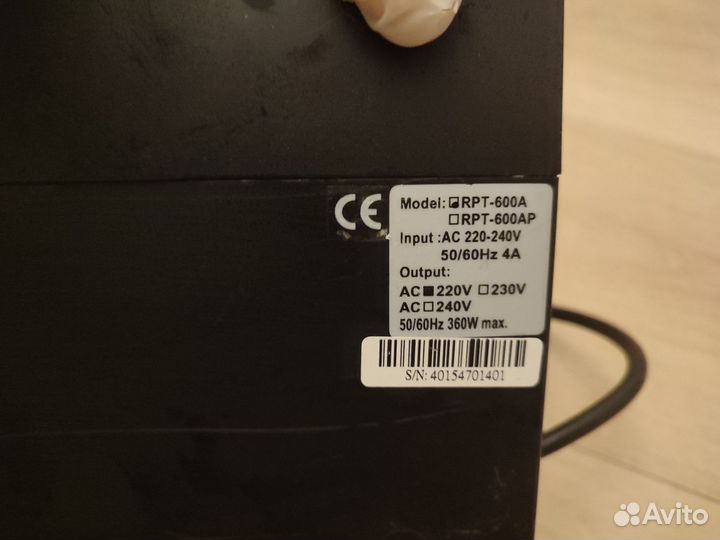 CE
Model: RPT-600A
RPT-600AP
Input :AC 220-240V
50/60Hz 4A
Output:
AC 220V 230V
AC 240V
50/60Hz 360W max.
S/N: 40154701401
Avito